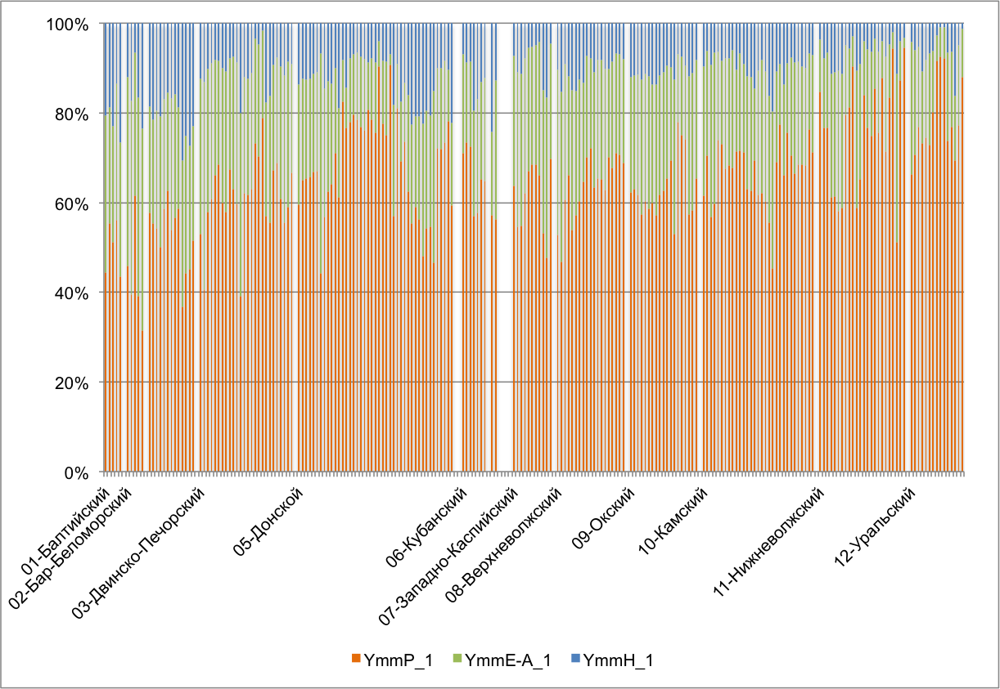 100%
80%
60%
40%
20%
0%
01-Балтийский
02-Бар-Беломорский
03-Двинско-Печорский
05-Донской
06-Кубанский
07-Западно-Каспийский
08-Верхневолжский
09-Окский
10-Камский
11-Нижневолжский
12-Уральский
YmmP_1 YmmE-A_1 YmmH_1